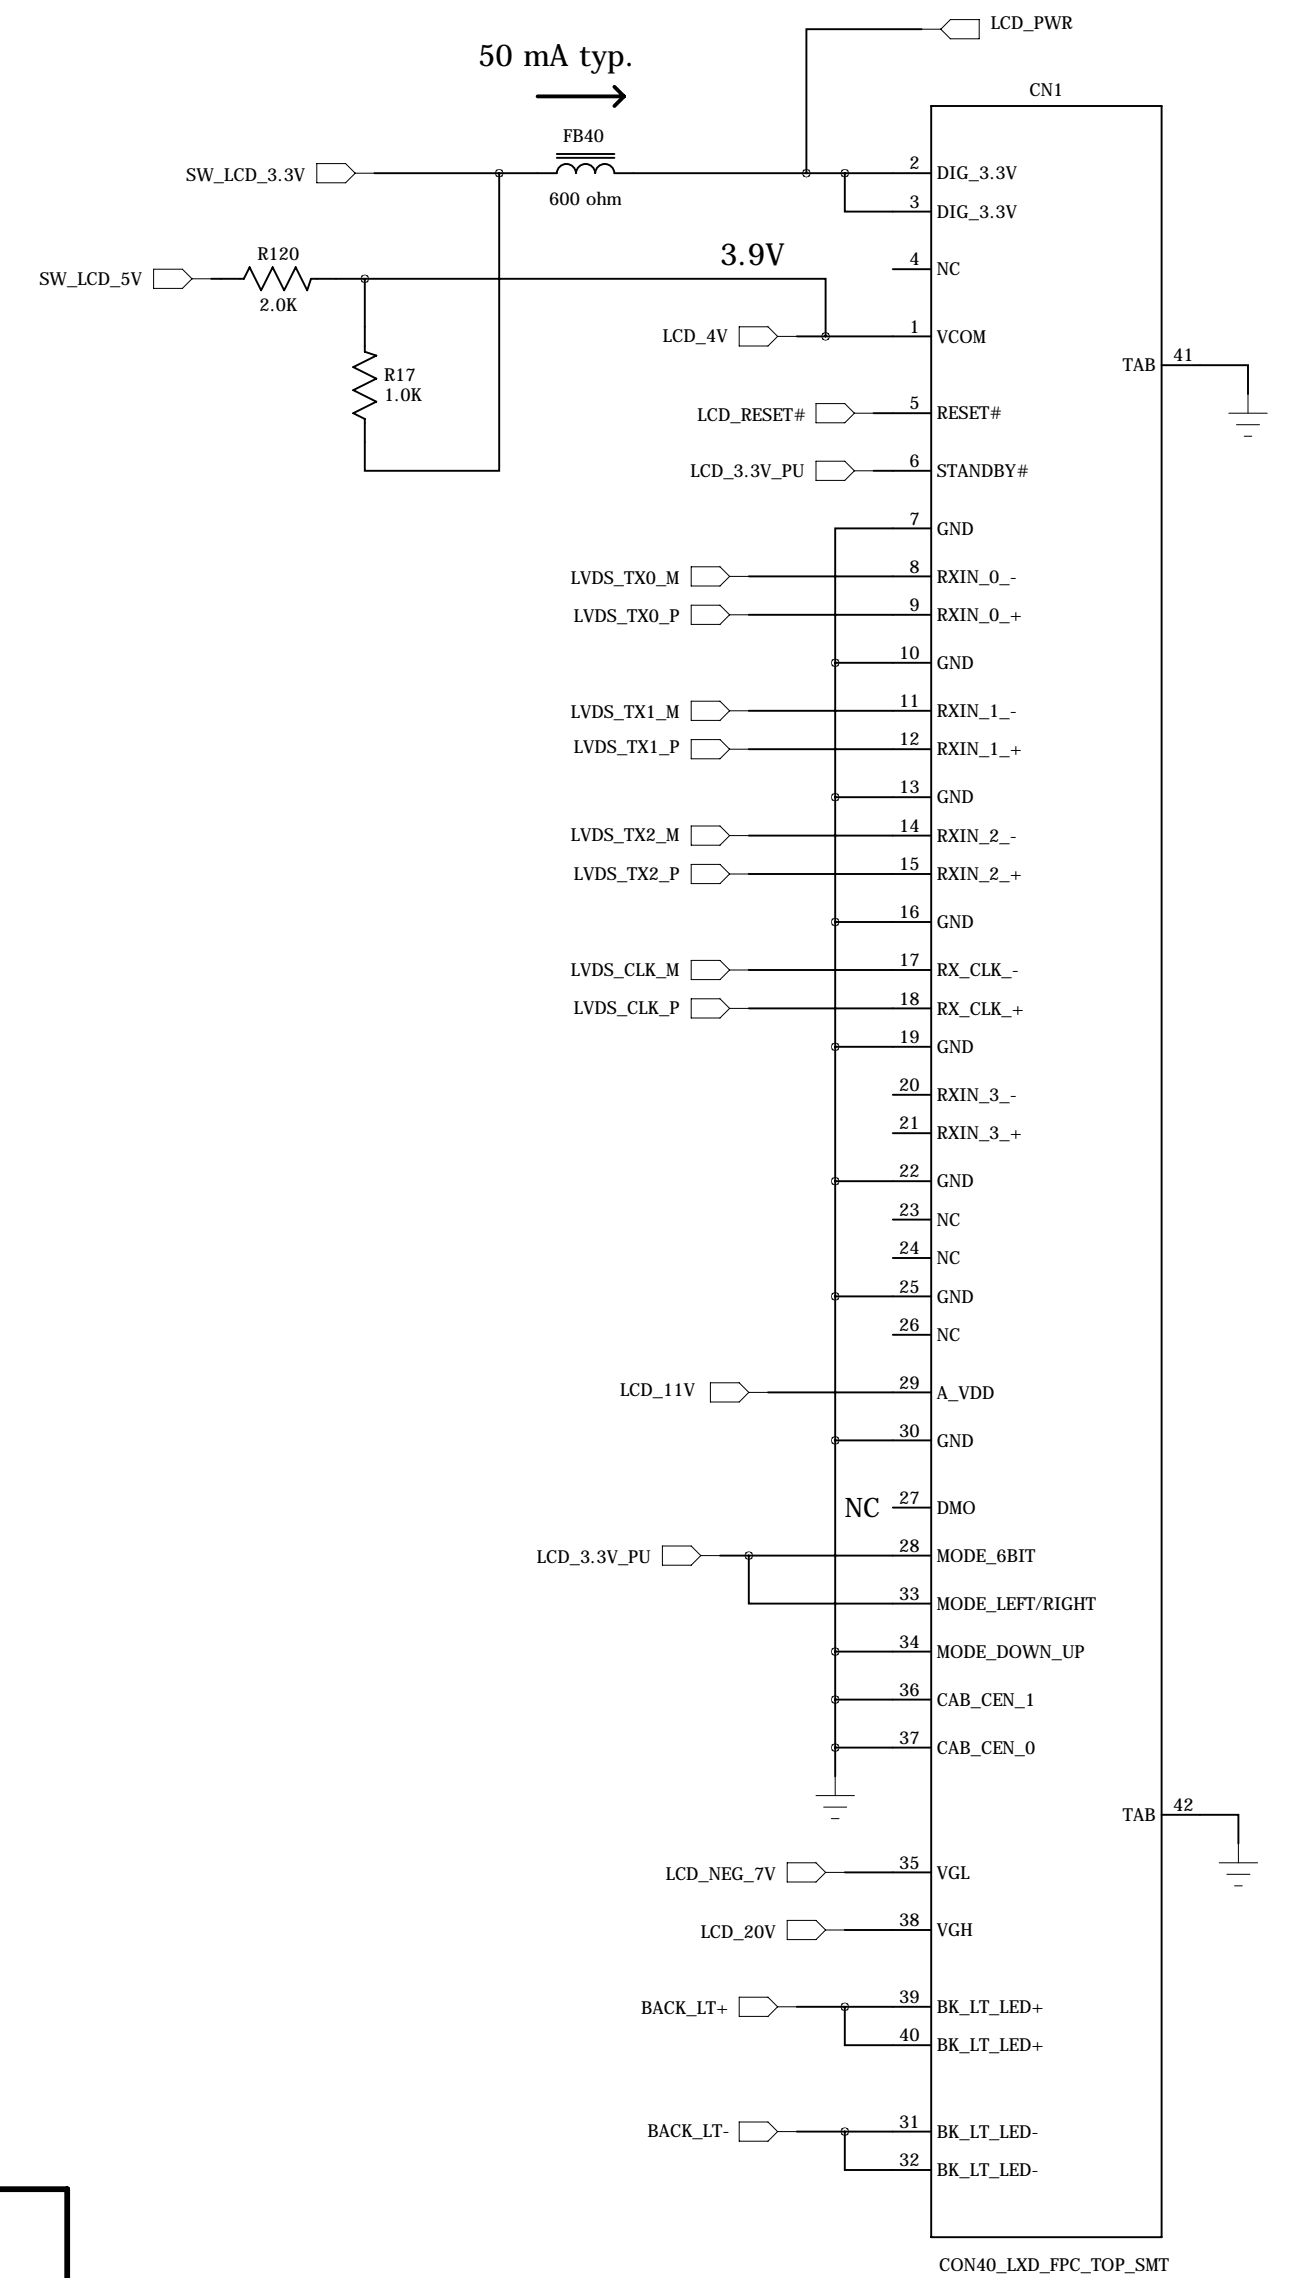 LCD_PWR
50 mA typ.
CN1
FB40
SW_LCD_3.3V
2 DIG_3.3V
600 ohm
3 DIG_3.3V
R120
3.9V
4 NC
SW_LCD_5V
2.0K
LCD_4V 1 VCOM
TAB 41
R17
1.0K
LCD_RESET# 5 RESET#
LCD_3.3V_PU 6 STANDBY#
7 GND
LVDS_TX0_M 8 RXIN_0_-
LVDS_TX0_P 9 RXIN_0_+
10 GND
LVDS_TX1_M 11 RXIN_1_-
LVDS_TX1_P 12 RXIN_1_+
13 GND
LVDS_TX2_M 14 RXIN_2_-
LVDS_TX2_P 15 RXIN_2_+
16 GND
LVDS_CLK_M 17 RX_CLK_-
LVDS_CLK_P 18 RX_CLK_+
19 GND
20 RXIN_3_-
21 RXIN_3_+
22 GND
23 NC
24 NC
25 GND
26 NC
LCD_11V 29 A_VDD
30 GND
NC 27 DMO
LCD_3.3V_PU 28 MODE_6BIT
33 MODE_LEFT/RIGHT
34 MODE_DOWN_UP
36 CAB_CEN_1
37 CAB_CEN_0
TAB 42
LCD_NEG_7V 35 VGL
LCD_20V 38 VGH
BACK_LT+ 39 BK_LT_LED+
40 BK_LT_LED+
BACK_LT- 31 BK_LT_LED-
32 BK_LT_LED-
CON40_LXD_FPC_TOP_SMT